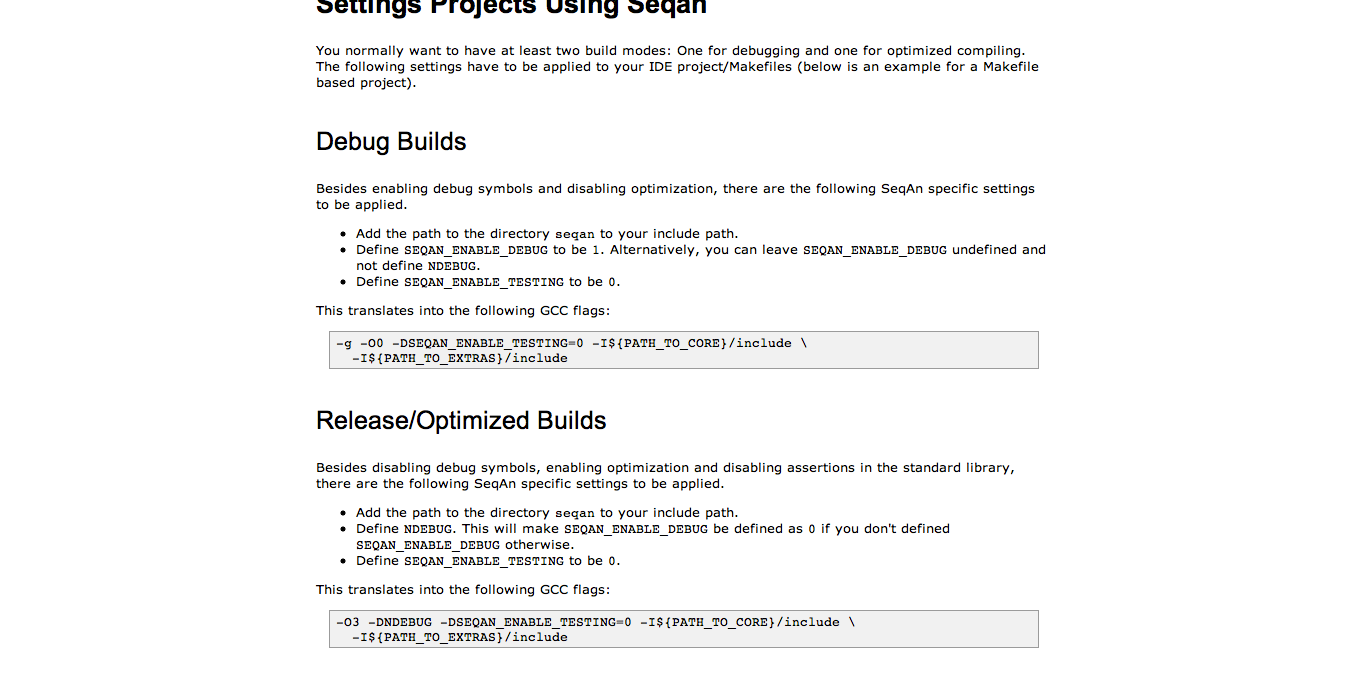 Settings Projects Using Seqan
You normally want to have at least two build modes: One for debugging and one for optimized compiling.
The following settings have to be applied to your IDE project/Makefiles (below is an example for a Makefile
based project).
Debug Builds
Besides enabling debug symbols and disabling optimization, there are the following SeqAn specific settings
to be applied.
• Add the path to the directory seqan to your include path.
• Define SEQAN_ENABLE_DEBUG to be 1. Alternatively, you can leave SEQAN_ENABLE_DEBUG undefined and
not define NDEBUG.
• Define SEQAN_ENABLE_TESTING to be 0.
This translates into the following GCC flags:
-g -O0 -DSEQAN_ENABLE_TESTING=0 -I${PATH_TO_CORE}/include \
-I${PATH_TO_EXTRAS}/include
Release/Optimized Builds
Besides disabling debug symbols, enabling optimization and disabling assertions in the standard library,
there are the following SeqAn specific settings to be applied.
• Add the path to the directory seqan to your include path.
• Define NDEBUG. This will make SEQAN_ENABLE_DEBUG be defined as 0 if you don't defined
SEQAN_ENABLE_DEBUG otherwise.
• Define SEQAN_ENABLE_TESTING to be 0.
This translates into the following GCC flags:
-O3 -DNDEBUG -DSEQAN_ENABLE_TESTING=0 -I${PATH_TO_CORE}/include \
-I${PATH_TO_EXTRAS}/include